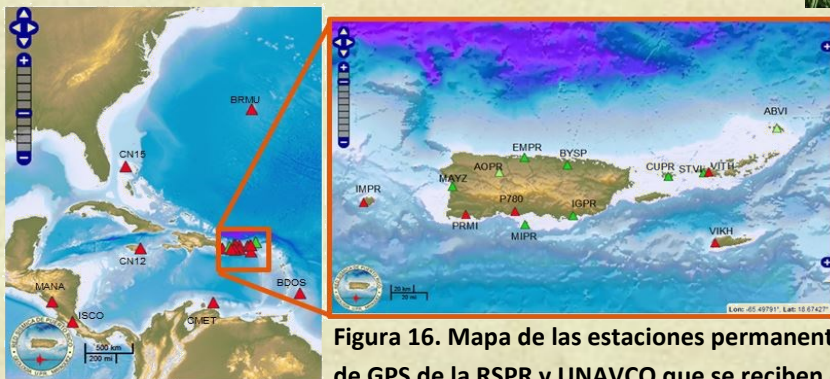 BRMU
CN15
CN12
MANA
ISCO
CMET
BDOS
500 km
200 mi
ABVI
EMPR
BYSP
AOPR
CUPR
STVI
VITH
MAYZ
IMPR
P780
IGPR
PRMI
MIPR
VIKH
20 km
20 mi
Lon: -65.49791°, Lat: 18.67427°
Figura 16. Mapa de las estaciones permanent
de GPS de la RSPR y UNAVCO que se reciben